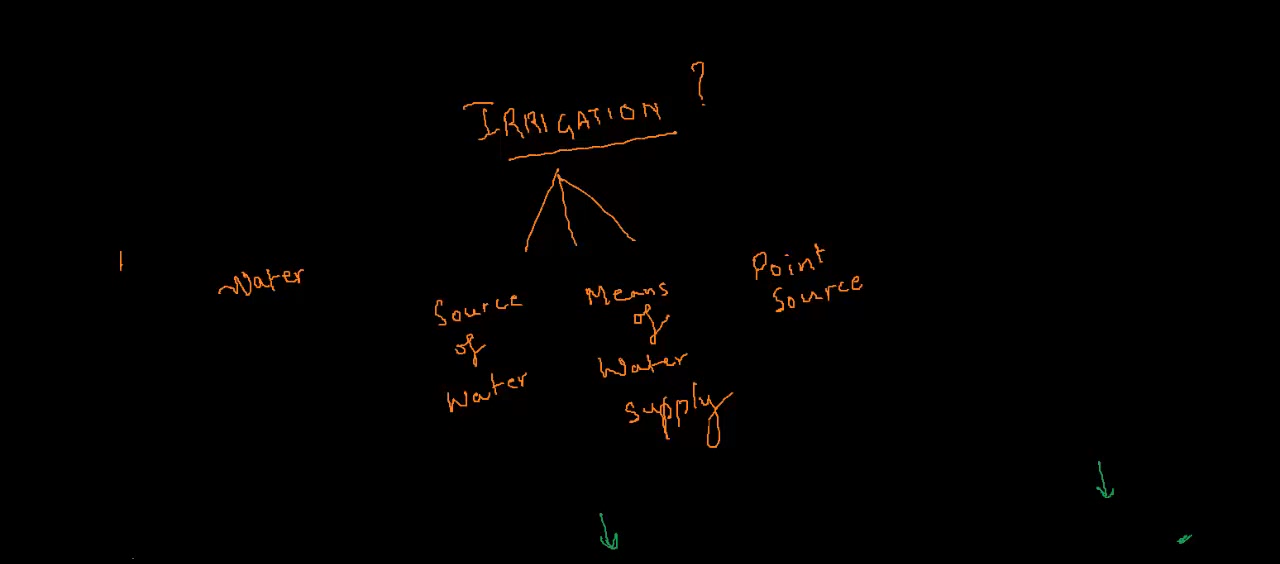 IRRIGATION ?
Water
Source
of
Water
Means
of
Water
supply
Point
Source